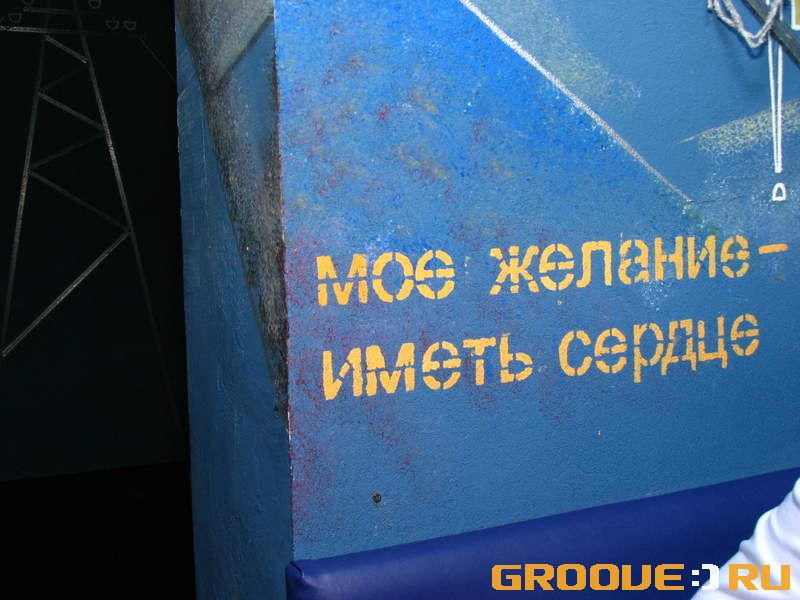 мое желание –
иметь сердце
GROOVE:) RU